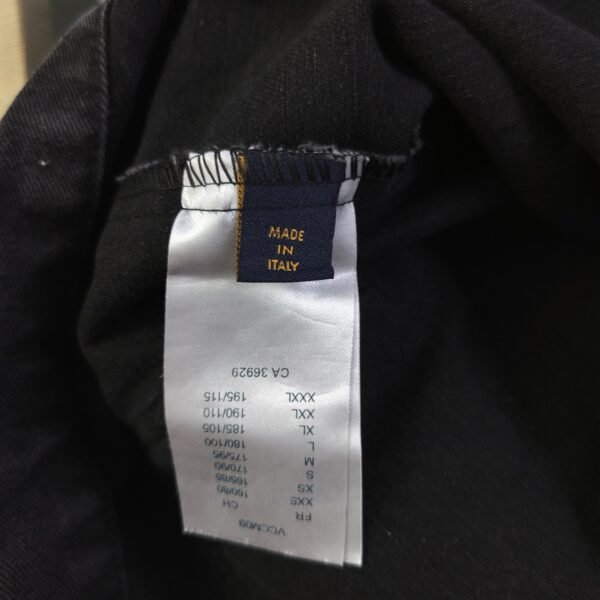 MADE
IN
ITALY
VCCM09
FR CH
XXS 160/80
XS 165/85
S 170/90
M 175/95
L 180/100
XL 185/105
XXL 190/110
XXXL 195/115
CA 36929